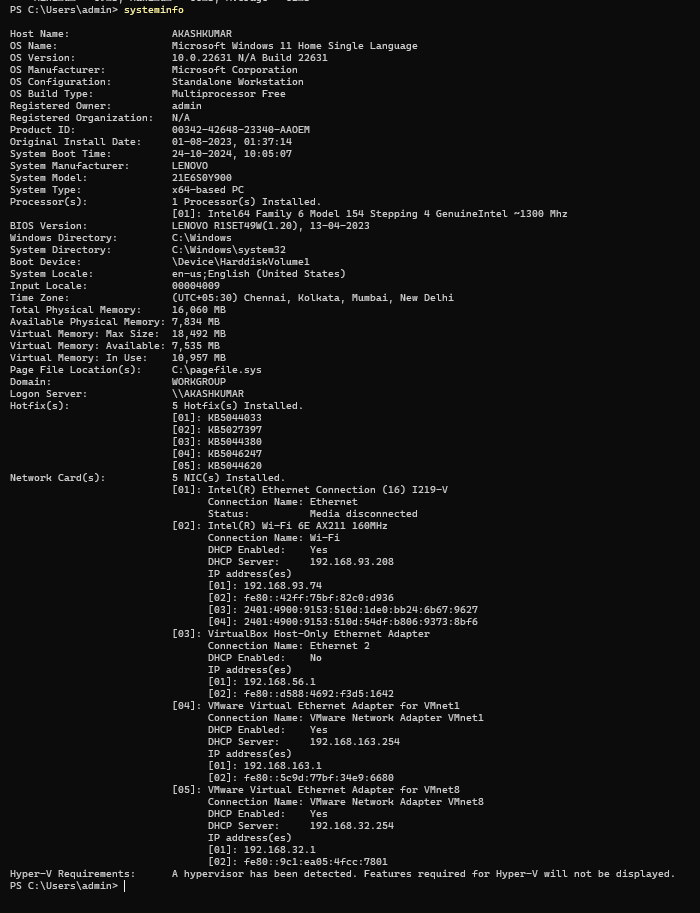 PS C:\Users\admin> systeminfo
Host Name: AKASHKUMAR
OS Name: Microsoft Windows 11 Home Single Language
OS Version: 10.0.22631 N/A Build 22631
OS Manufacturer: Microsoft Corporation
OS Configuration: Standalone Workstation
OS Build Type: Multiprocessor Free
Registered Owner: admin
Registered Organization: N/A
Product ID: 00342-42648-23340-AAOEM
Original Install Date: 01-08-2023, 01:37:14
System Boot Time: 24-10-2024, 10:05:07
System Manufacturer: LENOVO
System Model: 21E6S0Y900
System Type: x64-based PC
Processor(s): 1 Processor(s) Installed.
[01]: Intel64 Family 6 Model 154 Stepping 4 GenuineIntel ~1300 Mhz
BIOS Version: LENOVO R1SET49W(1.20), 13-04-2023
Windows Directory: C:\Windows
System Directory: C:\Windows\system32
Boot Device: \Device\HarddiskVolume1
System Locale: en-us;English (United States)
Input Locale: 00004009
Time Zone: (UTC+05:30) Chennai, Kolkata, Mumbai, New Delhi
Total Physical Memory: 16,060 MB
Available Physical Memory: 7,834 MB
Virtual Memory: Max Size: 18,492 MB
Virtual Memory: Available: 7,535 MB
Virtual Memory: In Use: 10,957 MB
Page File Location(s): C:\pagefile.sys
Domain: WORKGROUP
Logon Server: \\AKASHKUMAR
Hotfix(s): 5 Hotfix(s) Installed.
[01]: KB5044033
[02]: KB5027397
[03]: KB5044380
[04]: KB5046247
[05]: KB5044620
Network Card(s): 5 NIC(s) Installed.
[01]: Intel(R) Ethernet Connection (16) I219-V
Connection Name: Ethernet
Status: Media disconnected
[02]: Intel(R) Wi-Fi 6E AX211 160MHz
Connection Name: Wi-Fi
DHCP Enabled: Yes
DHCP Server: 192.168.93.208
IP address(es)
[01]: 192.168.93.74
[02]: fe80::42ff:75bf:82c0:d936
[03]: 2401:4900:9153:510d:1de0:bb24:6b67:9627
[04]: 2401:4900:9153:510d:54df:b806:9373:8bf6
[03]: VirtualBox Host-Only Ethernet Adapter
Connection Name: Ethernet 2
DHCP Enabled: No
IP address(es)
[01]: 192.168.56.1
[02]: fe80::d588:4692:f3d5:1642
[04]: VMware Virtual Ethernet Adapter for VMnet1
Connection Name: VMware Network Adapter VMnet1
DHCP Enabled: Yes
DHCP Server: 192.168.163.254
IP address(es)
[01]: 192.168.163.1
[02]: fe80::5c9d:77bf:34e9:6680
[05]: VMware Virtual Ethernet Adapter for VMnet8
Connection Name: VMware Network Adapter VMnet8
DHCP Enabled: Yes
DHCP Server: 192.168.32.254
IP address(es)
[01]: 192.168.32.1
[02]: fe80::9c1:ea05:4fcc:7801
Hyper-V Requirements: A hypervisor has been detected. Features required for Hyper-V will not be displayed.
PS C:\Users\admin>